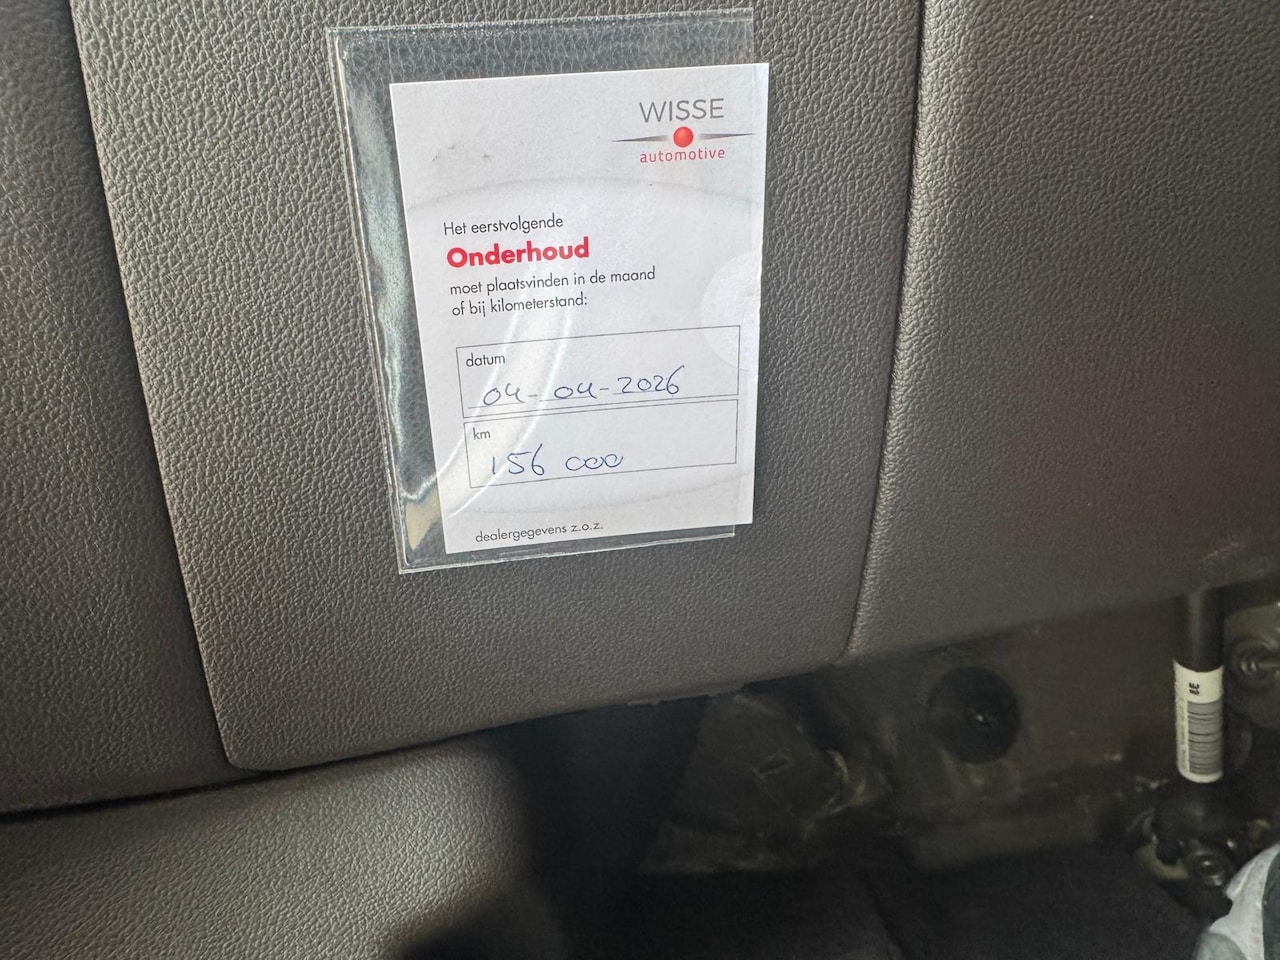 WISSE
automotive
Het eerstvolgende
Onderhoud
moet plaatsvinden in de maand
of bij kilometerstand:
datum
04-04-2026
km
156 000
dealergegevens z.o.z.